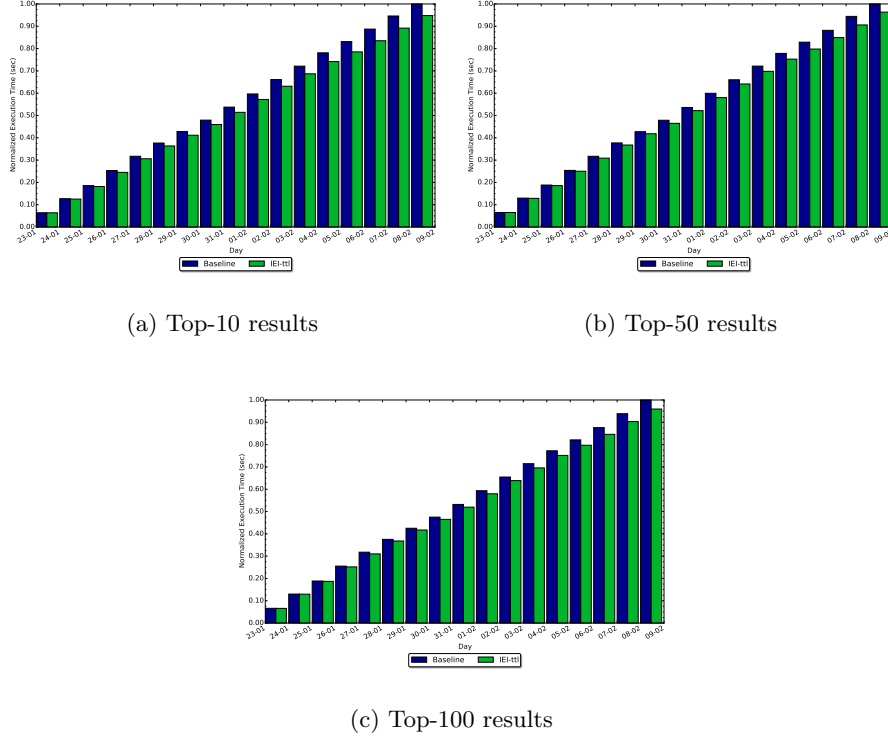 1.00
0.90
0.80
0.70
0.60
0.50
0.40
0.30
0.20
0.10
0.00
Normalized Execution Time (sec)
23-01 24-01 25-01 26-01 27-01 28-01 29-01 30-01 31-01 01-02 02-02 03-02 04-02 05-02 06-02 07-02 08-02 09-02
Day
Baseline IEI-ttl
(a) Top-10 results
1.00
0.90
0.80
0.70
0.60
0.50
0.40
0.30
0.20
0.10
0.00
Normalized Execution Time (sec)
23-01 24-01 25-01 26-01 27-01 28-01 29-01 30-01 31-01 01-02 02-02 03-02 04-02 05-02 06-02 07-02 08-02
Day
Baseline IEI-ttl
(b) Top-50 results
1.00
0.90
0.80
0.70
0.60
0.50
0.40
0.30
0.20
0.10
0.00
Normalized Execution Time (sec)
23-01 24-01 25-01 26-01 27-01 28-01 29-01 30-01 31-01 01-02 02-02 03-02 04-02 05-02 06-02 07-02 08-02 09-02
Day
Baseline IEI-ttl
(c) Top-100 results